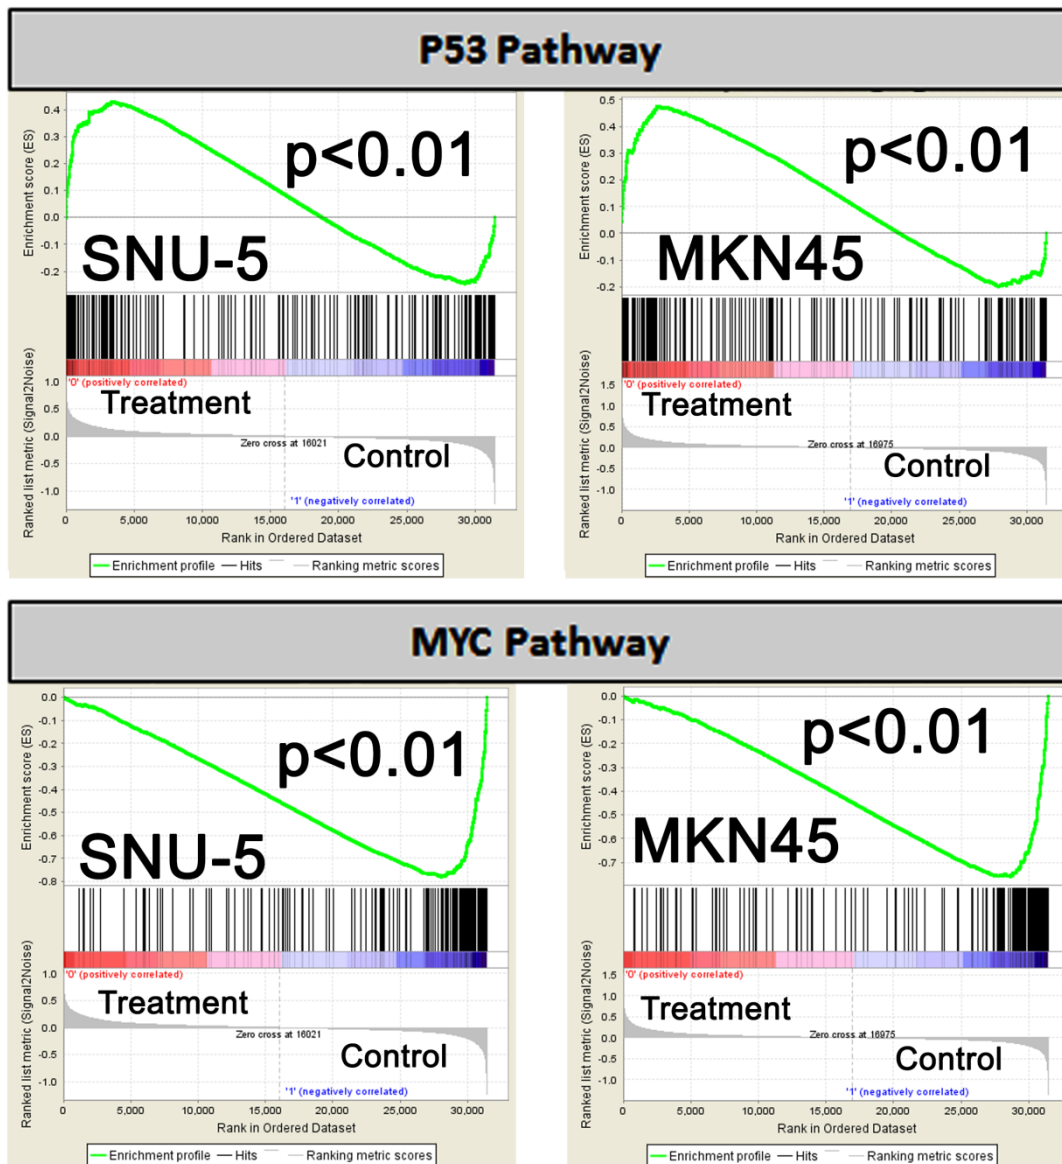 P53 Pathway
Enrichment score (ES)
0.4
0.3
0.2
0.1
0.0
-0.1
-0.2
p<0.01
SNU-5
Ranked list metric (Signal2Noise)
1.0
0.5
0.0
-0.5
-1.0
'0' (positively correlated)
Treatment
Zero cross at 16021
Control
'1' (negatively correlated)
0 5,000 10,000 15,000 20,000 25,000 30,000
Rank in Ordered Dataset
Enrichment profile Hits Ranking metric scores
Enrichment score (ES)
0.5
0.4
0.3
0.2
0.1
0.0
-0.1
-0.2
p<0.01
MKN45
Ranked list metric (Signal2Noise)
1.5
1.0
0.5
0.0
-0.5
-1.0
'0' (positively correlated)
Treatment
Zero cross at 16975
Control
'1' (negatively correlated)
0 5,000 10,000 15,000 20,000 25,000 30,000
Rank in Ordered Dataset
Enrichment profile Hits Ranking metric scores
MYC Pathway
Enrichment score (ES)
0.0
-0.1
-0.2
-0.3
-0.4
-0.5
-0.6
-0.7
-0.8
p<0.01
SNU-5
Ranked list metric (Signal2Noise)
1.0
0.5
0.0
-0.5
-1.0
'0' (positively correlated)
Treatment
Zero cross at 16021
Control
'1' (negatively correlated)
0 5,000 10,000 15,000 20,000 25,000 30,000
Rank in Ordered Dataset
Enrichment profile Hits Ranking metric scores
Enrichment score (ES)
0.0
-0.1
-0.2
-0.3
-0.4
-0.5
-0.6
-0.7
p<0.01
MKN45
Ranked list metric (Signal2Noise)
1.5
1.0
0.5
0.0
-0.5
-1.0
'0' (positively correlated)
Treatment
Zero cross at 16975
Control
'1' (negatively correlated)
0 5,000 10,000 15,000 20,000 25,000 30,000
Rank in Ordered Dataset
Enrichment profile Hits Ranking metric scores